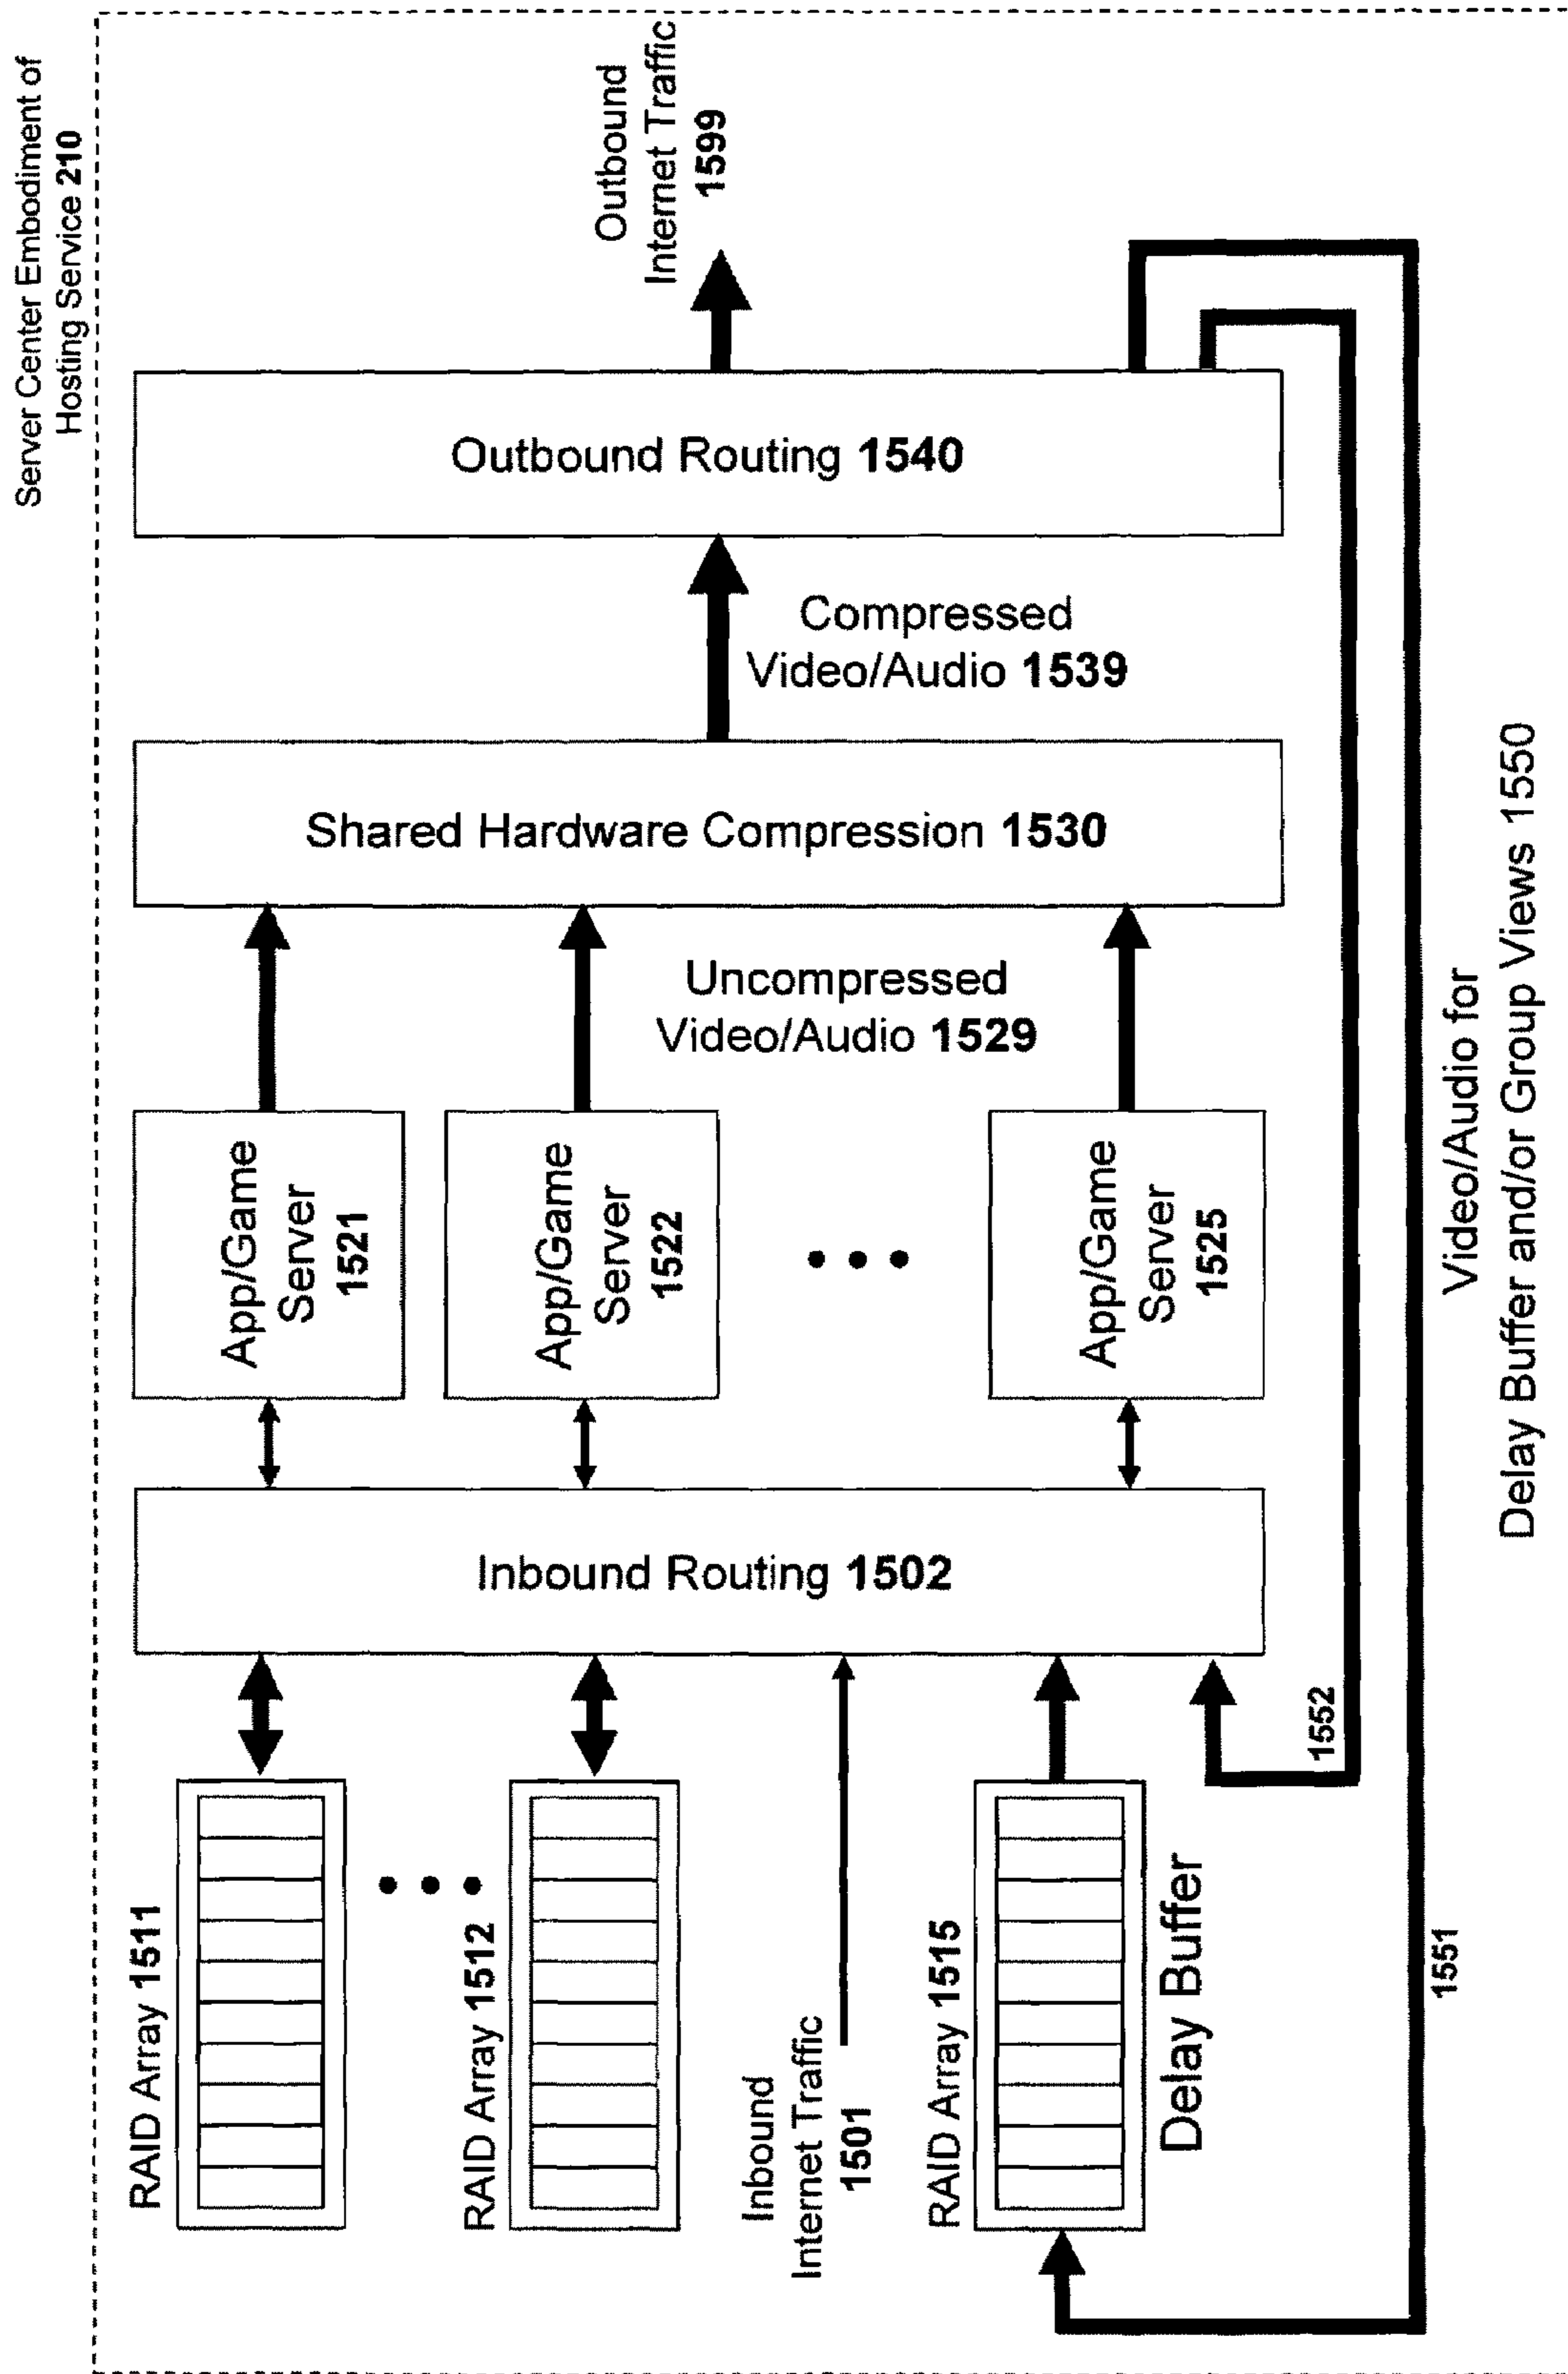 Server Center Embodiment of
Hosting Service 210
RAID Array 1511
RAID Array 1512
Inbound
Internet Traffic
1501
RAID Array 1515
Delay Buffer
Inbound Routing 1502
App/Game
Server
1521
App/Game
Server
1522
App/Game
Server
1525
Uncompressed
Video/Audio 1529
Shared Hardware Compression 1530
Compressed
Video/Audio 1539
Outbound Routing 1540
Outbound
Internet Traffic
1599
1552
1551
Video/Audio for
Delay Buffer and/or Group Views 1550